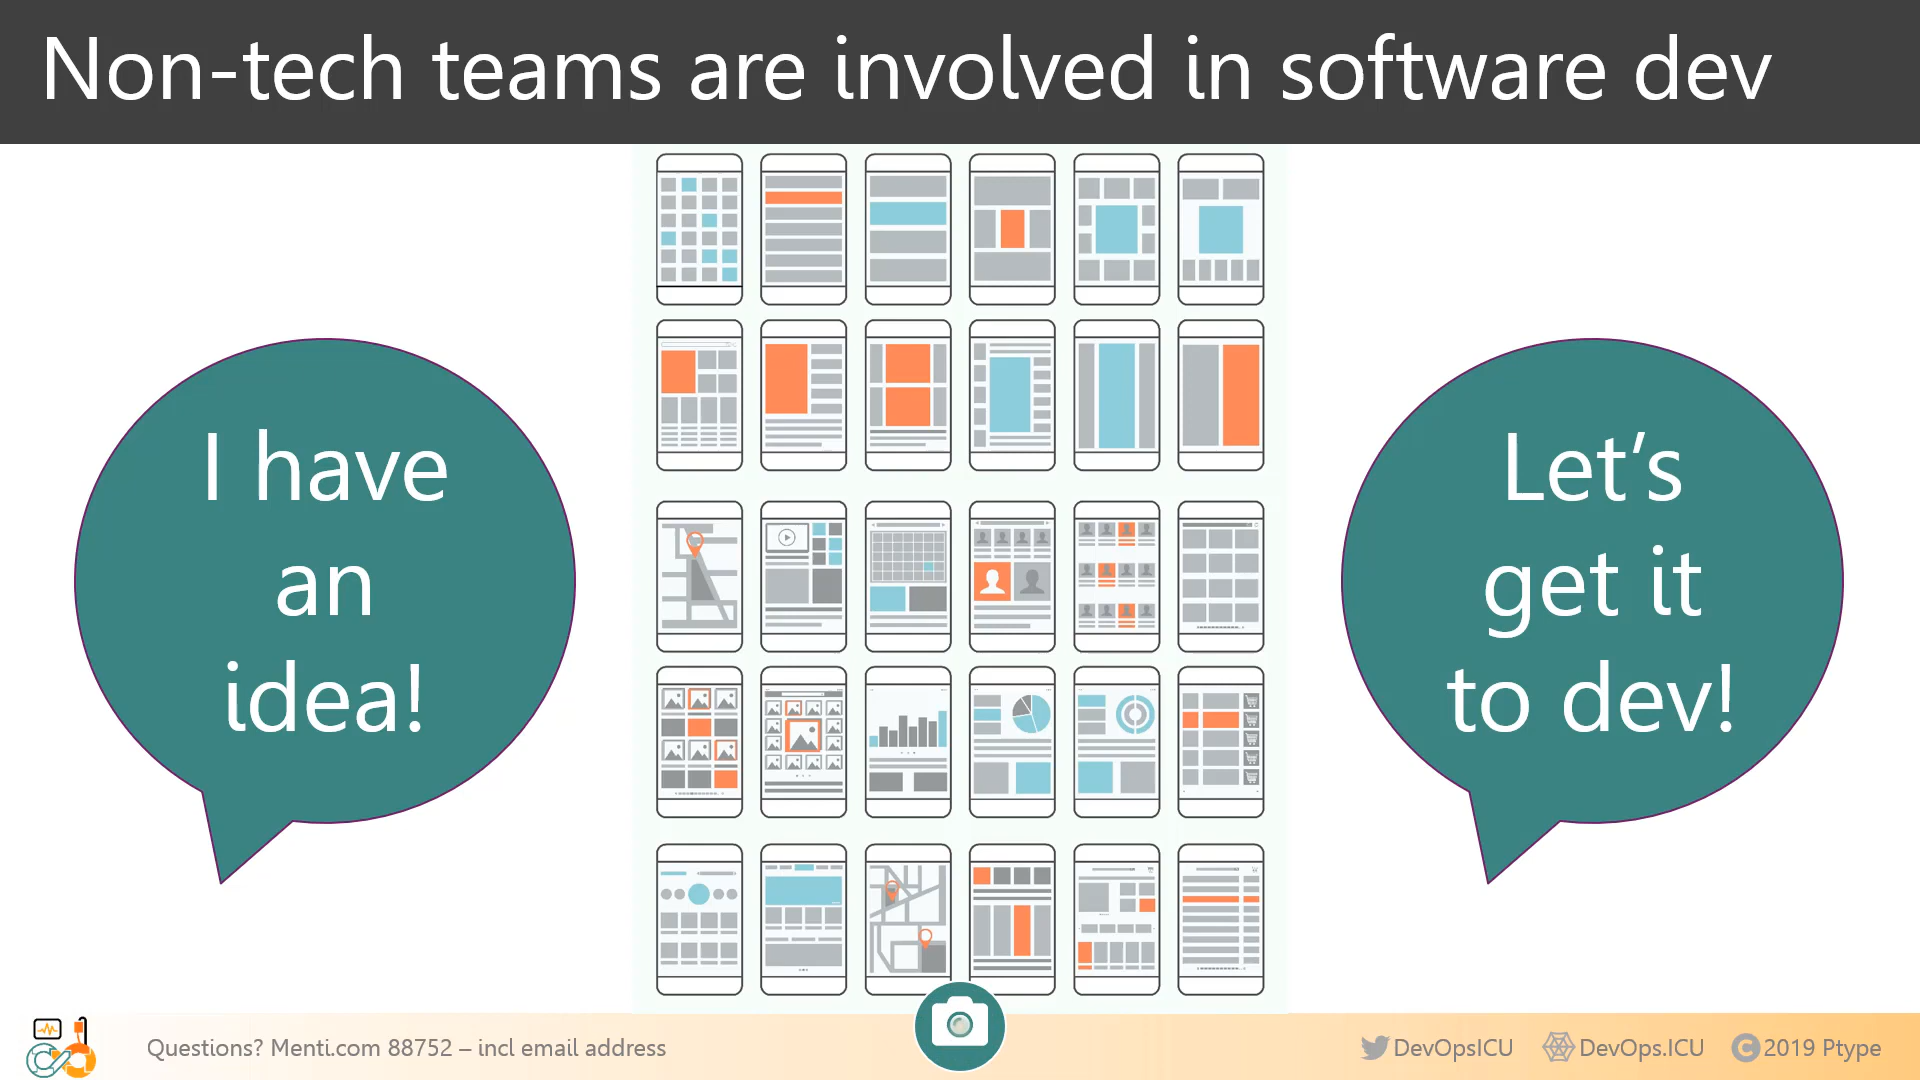 Non-tech teams are involved in software dev
I have
an
idea!
Let’s
get it
to dev!
Questions? Menti.com 88752 – incl email address
DevOpsICU
DevOps.ICU
© 2019 Ptype